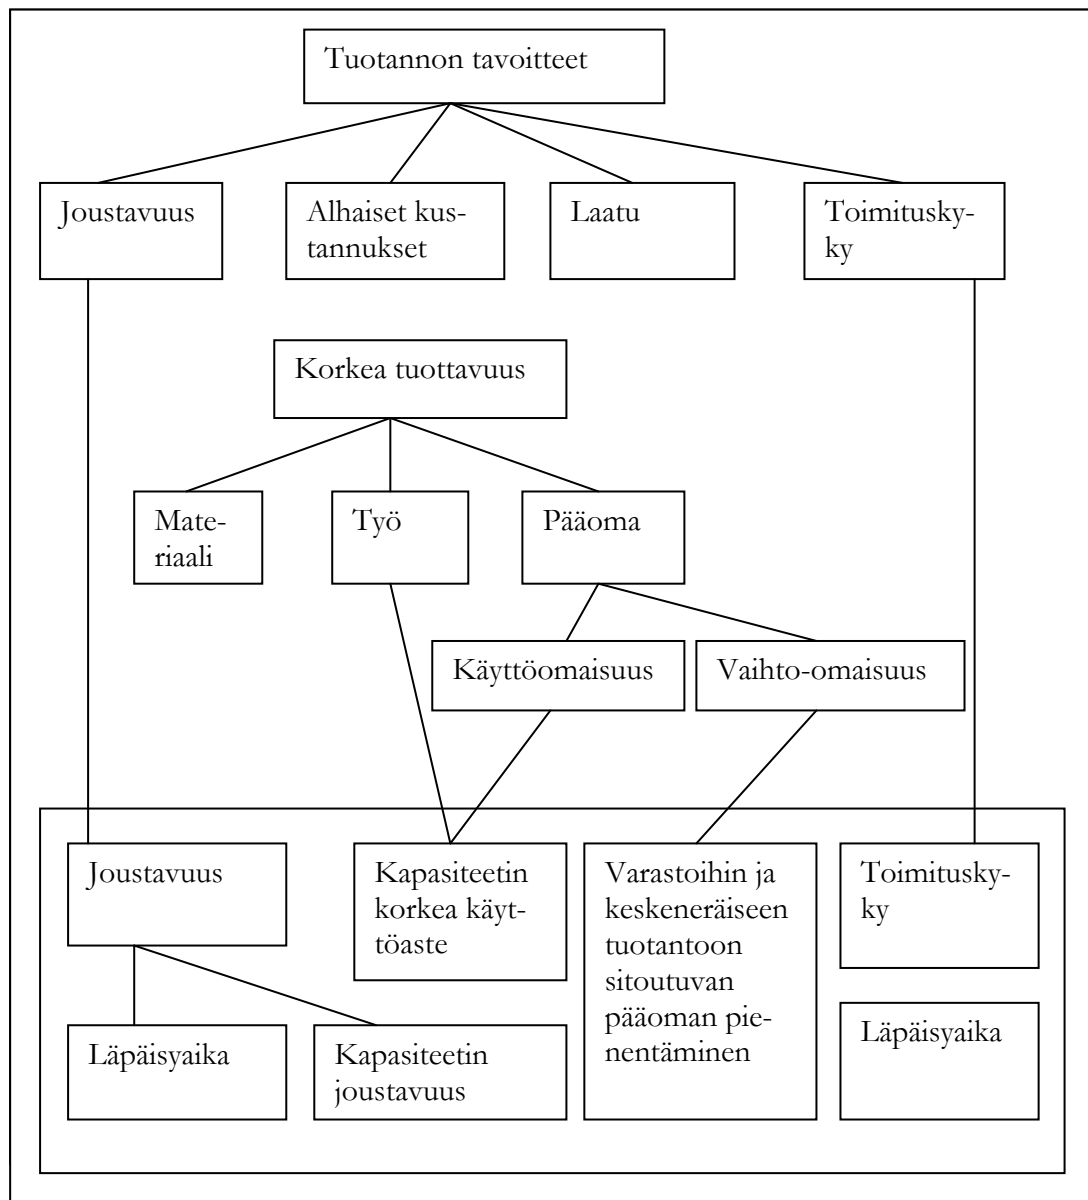 Tuotannon tavoitteet
Joustavuus
Alhaiset kus-
tannukset
Laatu
Toimitusky-
ky
Korkea tuottavuus
Mate-
riaali
Työ
Pääoma
Käyttöomaisuus
Vaihto-omaisuus
Joustavuus
Kapasiteetin
korkea käyt-
töaste
Varastoihin ja
keskeneräiseen
tuotantoon
sitoutuvan
pääoman pie-
nentäminen
Toimitusky-
ky
Läpäisyaika
Kapasiteetin
joustavuus
Läpäisyaika